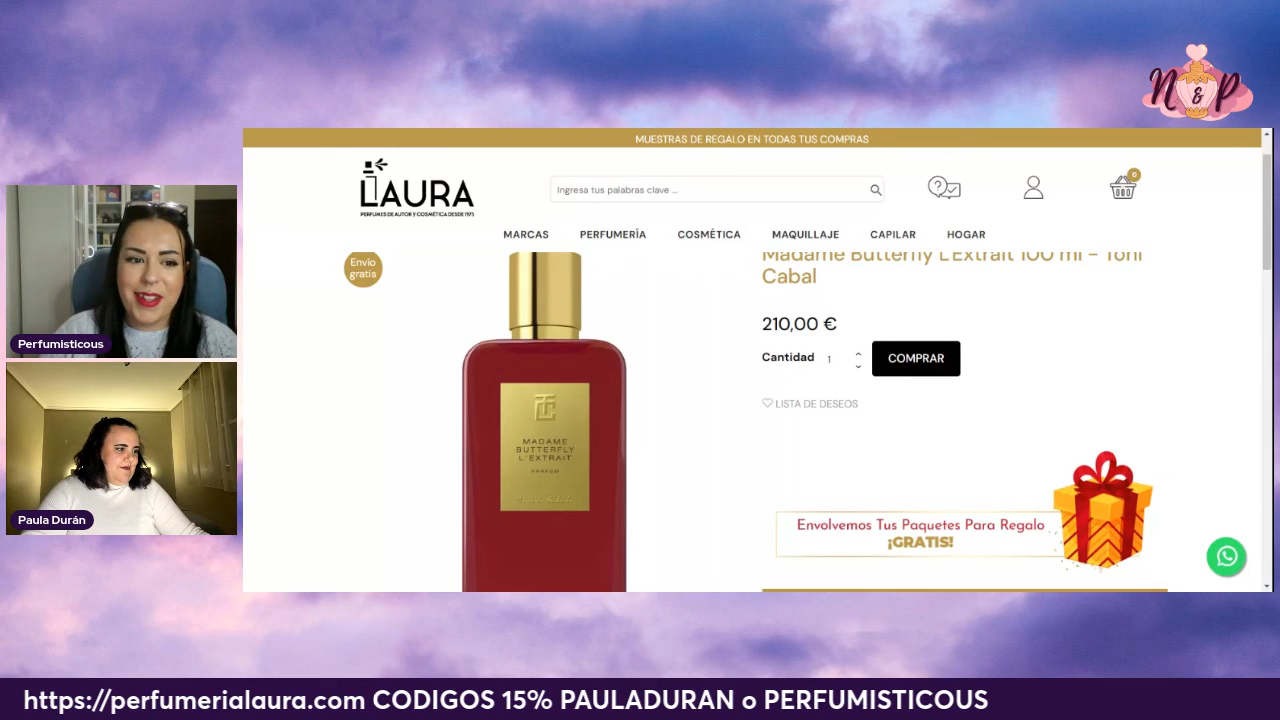 N & P
MUESTRAS DE REGALO EN TODAS TUS COMPRAS
LAURA
PERFUMES DE AUTOR Y COSMÉTICA DESDE 1975
Ingresa tus palabras clave ...
0
MARCAS PERFUMERÍA COSMÉTICA MAQUILLAJE CAPILAR HOGAR
Envío
gratis
Madame Butterfly L'Extrait 100 ml – Toni
Cabal
210,00 €
Cantidad 1 COMPRAR
LISTA DE DESEOS
TC
MADAME
BUTTERFLY
L'EXTRAIT
PARFUM
Envolvemos Tus Paquetes Para Regalo
¡GRATIS!
Perfumisticous
Paula Durán
https://perfumerialaura.com CODIGOS 15% PAULADURAN o PERFUMISTICOUS